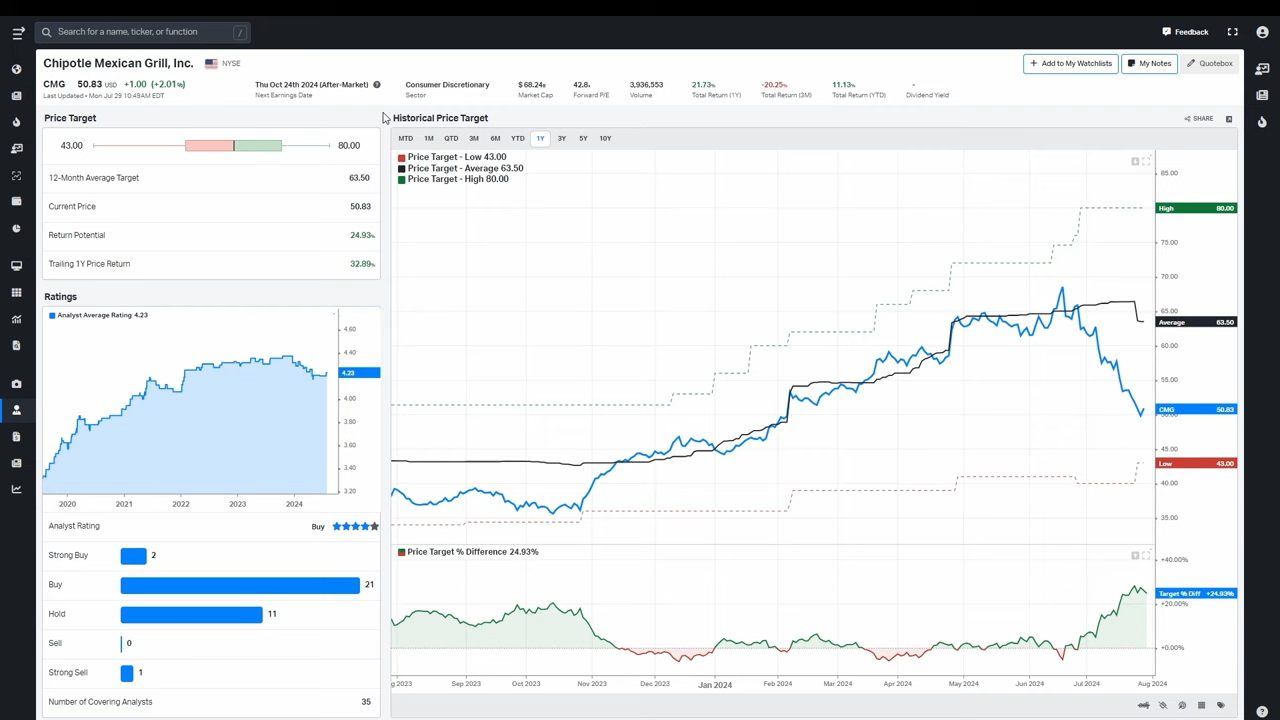 Search for a name, ticker, or function
/
Feedback
Chipotle Mexican Grill, Inc.
NYSE
+ Add to My Watchlists
My Notes
Quotebox
CMG 50.83 USD +1.00 (+2.01%)
Last Updated • Mon Jul 29 10:49AM EDT
Thu Oct 24th 2024 (After-Market) ?
Next Earnings Date
Consumer Discretionary
Sector
$ 68.24B
Market Cap
42.8x
Forward P/E
3,936,553
Volume
21.73%
Total Return (1Y)
-20.25%
Total Return (3M)
11.13%
Total Return (YTD)
-
Dividend Yield
Price Target
43.00
80.00
12-Month Average Target 63.50
Current Price 50.83
Return Potential 24.93%
Trailing 1Y Price Return 32.89%
Ratings
Analyst Average Rating 4.23
4.60
4.40
4.23
4.00
3.80
3.60
3.40
3.20
2020 2021 2022 2023 2024
Analyst Rating Buy
Strong Buy 2
Buy 21
Hold 11
Sell 0
Strong Sell 1
Number of Covering Analysts 35
Historical Price Target
SHARE
MTD 1M QTD 3M 6M YTD 1Y 3Y 5Y 10Y
Price Target - Low 43.00
Price Target - Average 63.50
Price Target - High 80.00
85.00
High 80.00
75.00
70.00
65.00
Average 63.50
60.00
55.00
CMG 50.83
45.00
Low 43.00
40.00
35.00
Price Target % Difference 24.93%
+40.00%
Target % Diff +24.93%
+20.00%
+0.00%
g 2023 Sep 2023 Oct 2023 Nov 2023 Dec 2023 Jan 2024 Feb 2024 Mar 2024 Apr 2024 May 2024 Jun 2024 Jul 2024 Aug 2024